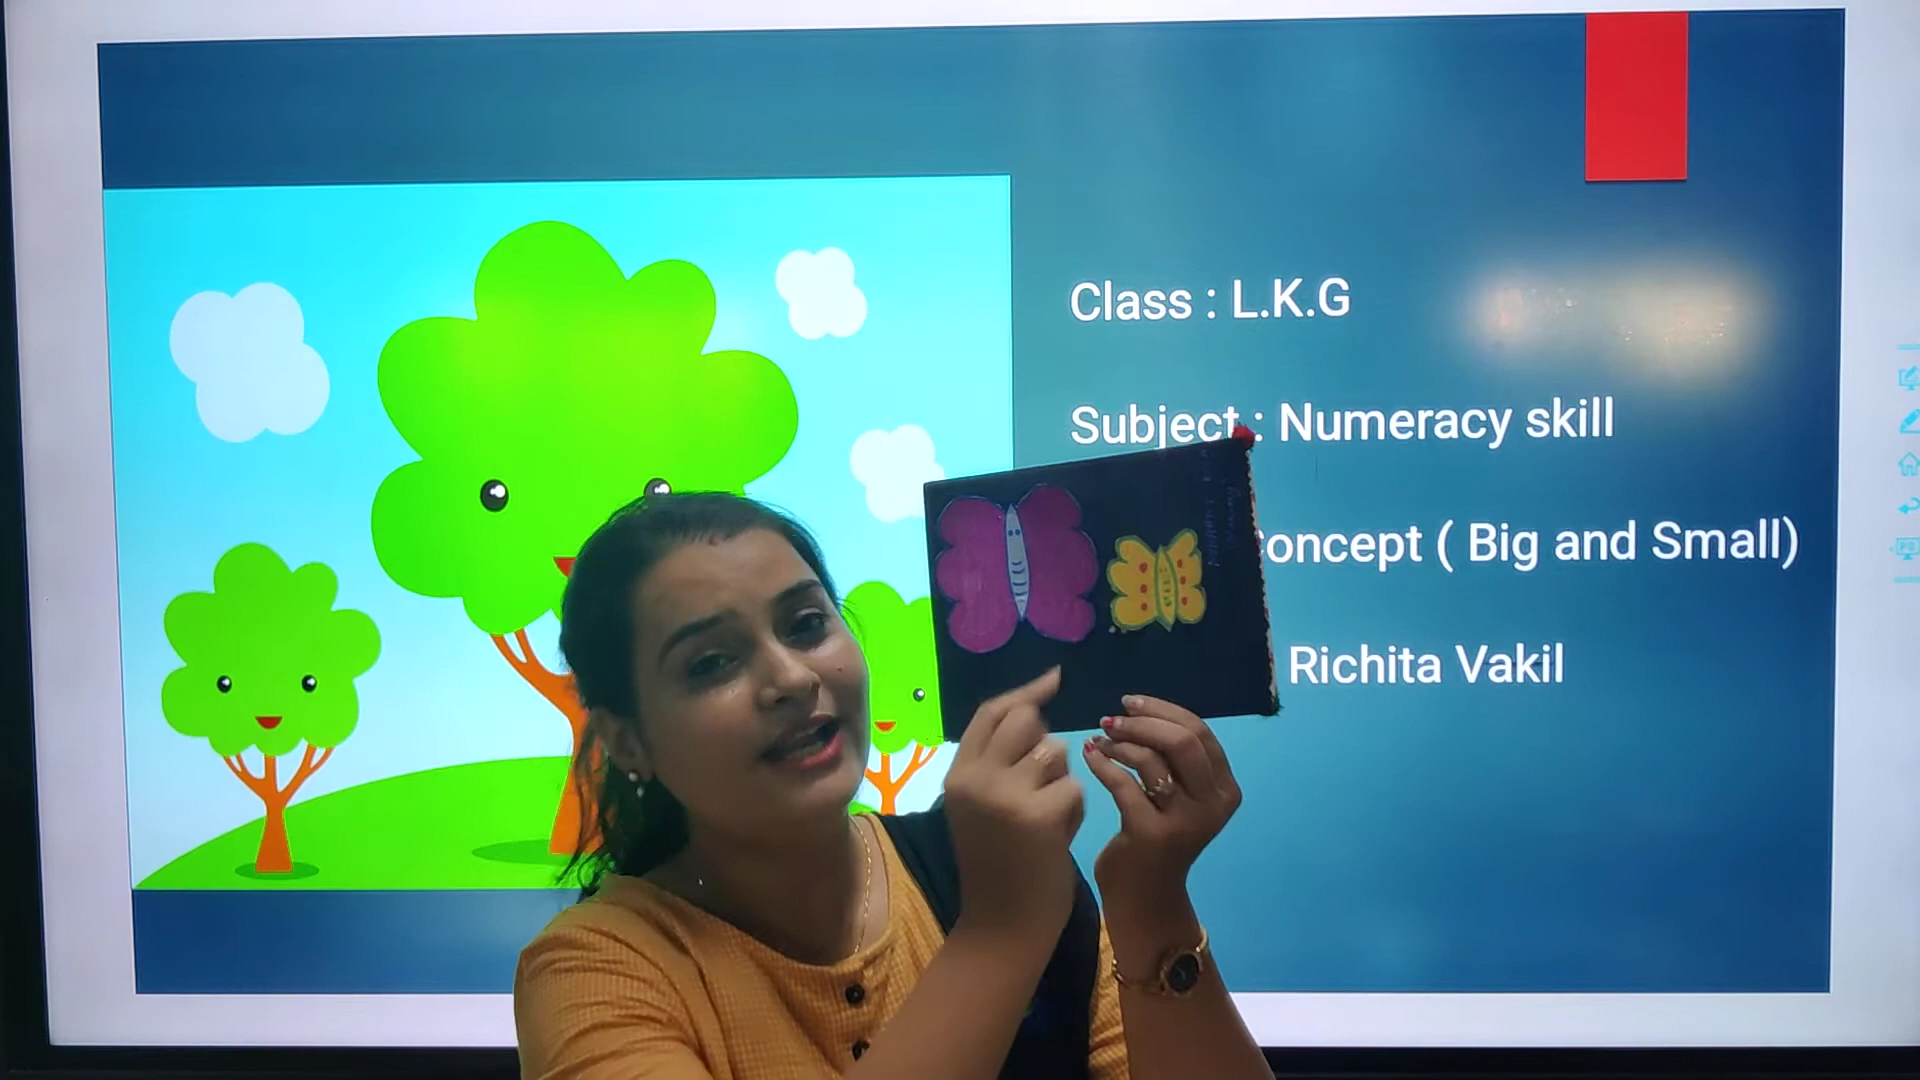 Class : L.K.G
Subject : Numeracy skill
oncept ( Big and Small)
Richita Vakil